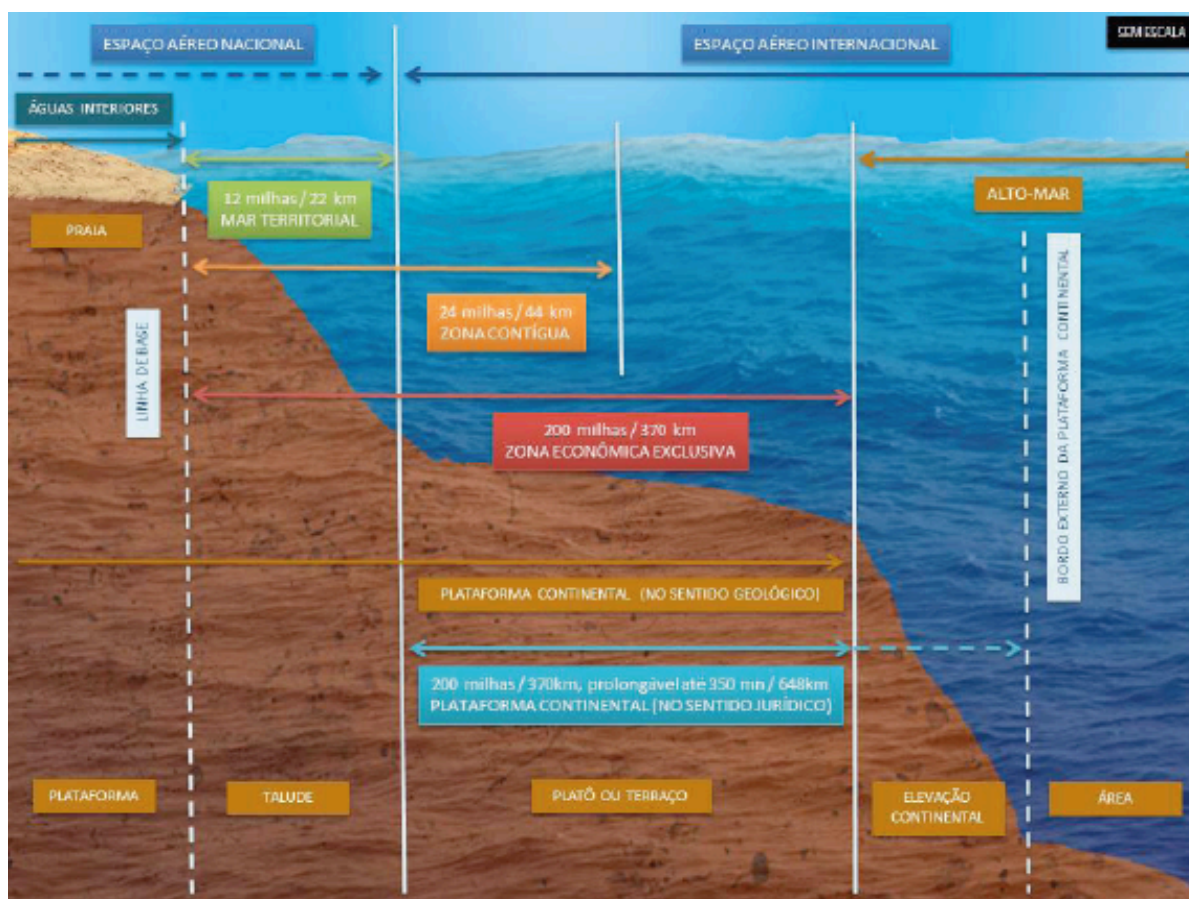 ESPAÇO AÉREO NACIONAL
ESPAÇO AÉREO INTERNACIONAL
SEM ESCALA
ÁGUAS INTERIORES
12 milhas / 22 km
MAR TERRITORIAL
ALTO-MAR
PRAIA
24 milhas / 44 km
ZONA CONTÍGUA
LINHA DE BASE
BORDO EXTERNO DA PLATAFORMA CONTINENTAL
200 milhas / 370 km
ZONA ECONÔMICA EXCLUSIVA
PLATAFORMA CONTINENTAL (NO SENTIDO GEOLÓGICO)
200 milhas / 370km, prolongável até 350 mn / 648km
PLATAFORMA CONTINENTAL (NO SENTIDO JURÍDICO)
PLATAFORMA
TALUDE
PLATÔ OU TERRAÇO
ELEVAÇÃO
CONTINENTAL
ÁREA